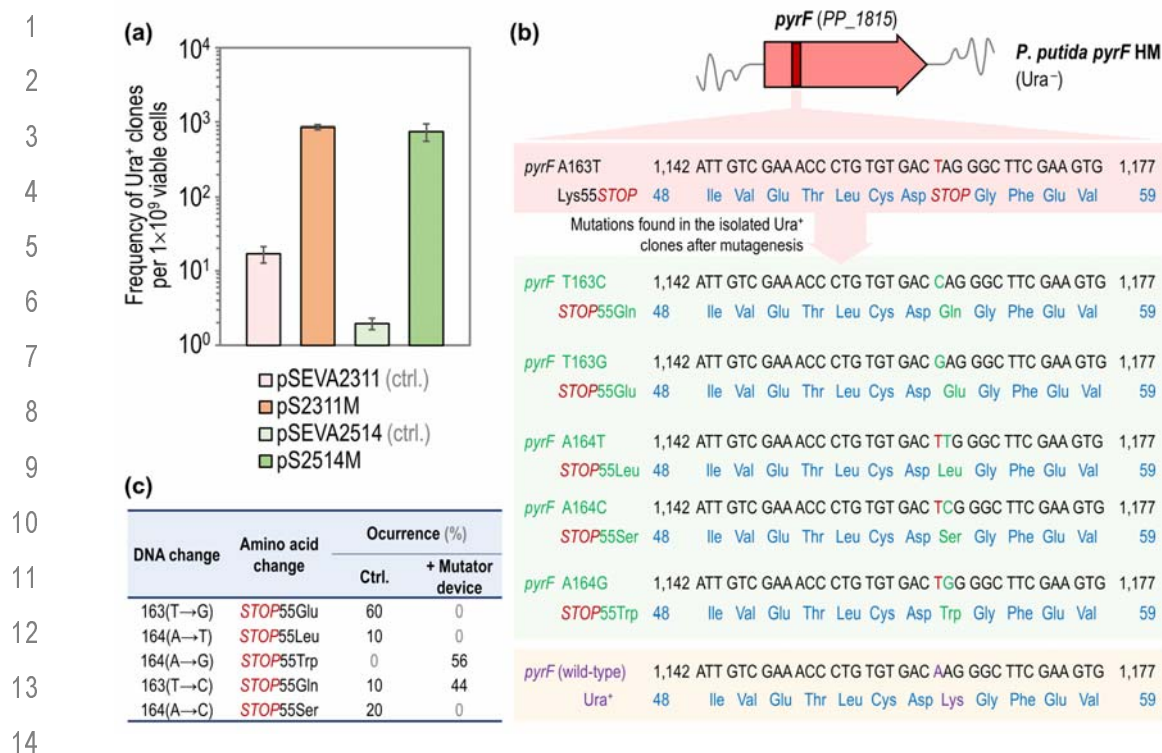 1
2
3
4
5
6
7
8
9
10
11
12
13
14
(a)
Frequency of Ura⁺ clones
per 1×10⁹ viable cells
10⁴
10³
10²
10¹
10⁰
pSEVA2311 (ctrl.)
pS2311M
pSEVA2514 (ctrl.)
pS2514M
(b)
pyrF (PP_1815)
P. putida pyrF HM
(Ura⁻)
pyrF A163T 1,142 ATT GTC GAA ACC CTG TGT GAC TAG GGC TTC GAA GTG 1,177
Lys55STOP 48 Ile Val Glu Thr Leu Cys Asp STOP Gly Phe Glu Val 59
Mutations found in the isolated Ura⁺
clones after mutagenesis
pyrF T163C 1,142 ATT GTC GAA ACC CTG TGT GAC CAG GGC TTC GAA GTG 1,177
STOP55Gln 48 Ile Val Glu Thr Leu Cys Asp Gln Gly Phe Glu Val 59
pyrF T163G 1,142 ATT GTC GAA ACC CTG TGT GAC GAG GGC TTC GAA GTG 1,177
STOP55Glu 48 Ile Val Glu Thr Leu Cys Asp Glu Gly Phe Glu Val 59
pyrF A164T 1,142 ATT GTC GAA ACC CTG TGT GAC TTG GGC TTC GAA GTG 1,177
STOP55Leu 48 Ile Val Glu Thr Leu Cys Asp Leu Gly Phe Glu Val 59
pyrF A164C 1,142 ATT GTC GAA ACC CTG TGT GAC TCG GGC TTC GAA GTG 1,177
STOP55Ser 48 Ile Val Glu Thr Leu Cys Asp Ser Gly Phe Glu Val 59
pyrF A164G 1,142 ATT GTC GAA ACC CTG TGT GAC TGG GGC TTC GAA GTG 1,177
STOP55Trp 48 Ile Val Glu Thr Leu Cys Asp Trp Gly Phe Glu Val 59
pyrF (wild-type) 1,142 ATT GTC GAA ACC CTG TGT GAC AAG GGC TTC GAA GTG 1,177
Ura⁺ 48 Ile Val Glu Thr Leu Cys Asp Lys Gly Phe Glu Val 59
(c)
DNA change Amino acid change Ocurrence (%)
Ctrl. + Mutator device
163(T→G) STOP55Glu 60 0
164(A→T) STOP55Leu 10 0
164(A→G) STOP55Trp 0 56
163(T→C) STOP55Gln 10 44
164(A→C) STOP55Ser 20 0